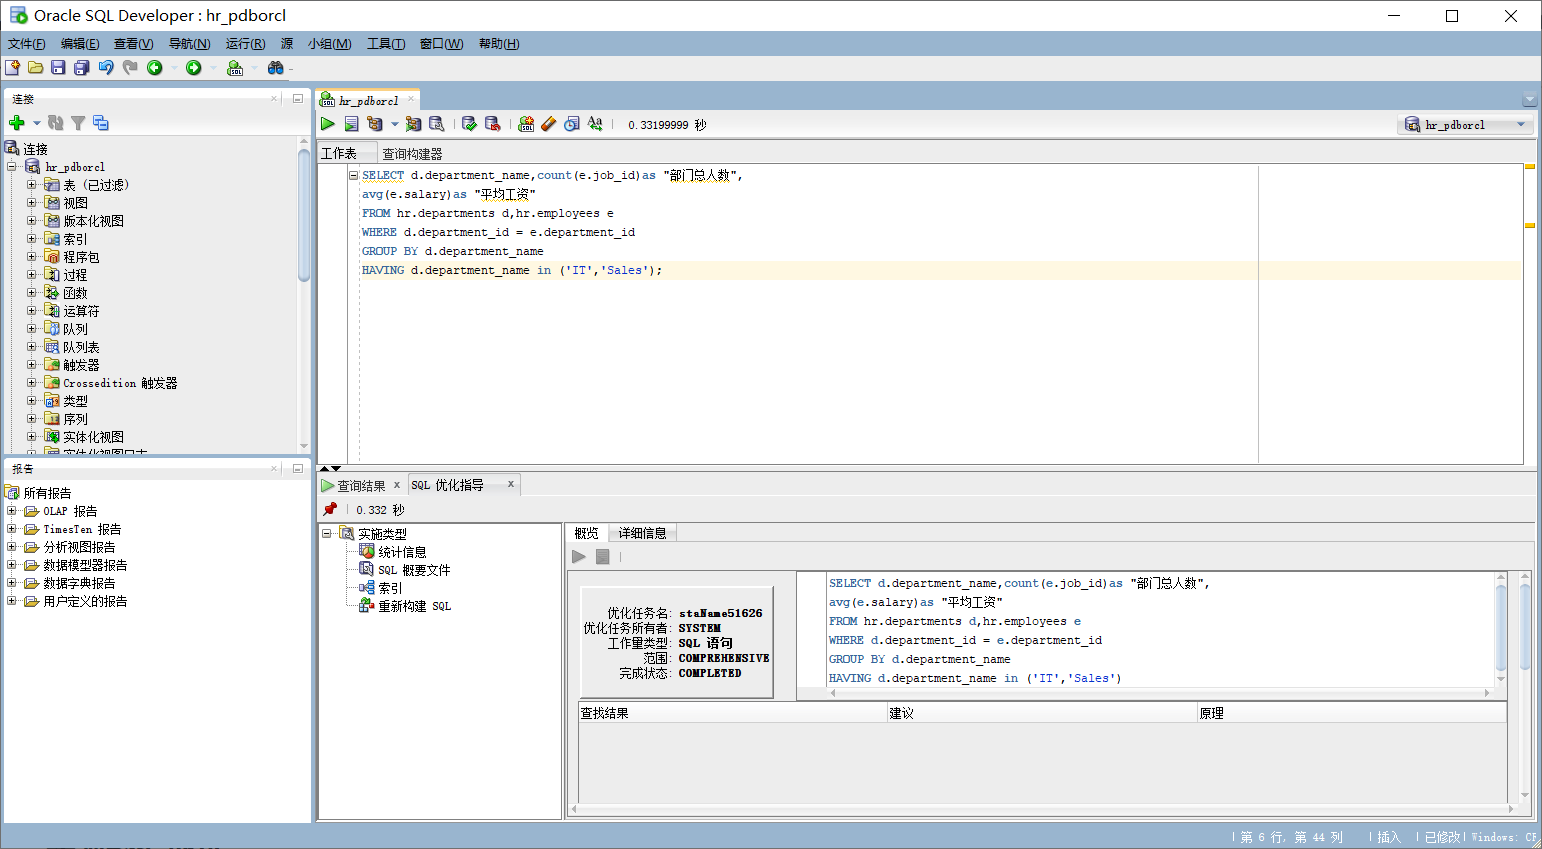 Oracle SQL Developer : hr_pdborcl
文件(F) 编辑(E) 查看(V) 导航(N) 运行(R) 源 小组(M) 工具(T) 窗口(W) 帮助(H)
连接
连接
hr_pdborcl
表 (已过滤)
视图
版本化视图
索引
程序包
过程
函数
运算符
队列
队列表
触发器
Crossedition 触发器
类型
序列
实体化视图
实体化视图日志
报告
所有报告
OLAP 报告
TimesTen 报告
分析视图报告
数据模型器报告
数据字典报告
用户定义的报告
hr_pdborcl
0.33199999 秒
hr_pdborcl
工作表 查询构建器
SELECT d.department_name,count(e.job_id)as "部门总人数",
avg(e.salary)as "平均工资"
FROM hr.departments d,hr.employees e
WHERE d.department_id = e.department_id
GROUP BY d.department_name
HAVING d.department_name in ('IT','Sales');
查询结果 x SQL 优化指导 x
0.332 秒
实施类型
统计信息
SQL 概要文件
索引
重新构建 SQL
概览 详细信息
优化任务名: staName51626
优化任务所有者: SYSTEM
工作量类型: SQL 语句
范围: COMPREHENSIVE
完成状态: COMPLETED
SELECT d.department_name,count(e.job_id)as "部门总人数",
avg(e.salary)as "平均工资"
FROM hr.departments d,hr.employees e
WHERE d.department_id = e.department_id
GROUP BY d.department_name
HAVING d.department_name in ('IT','Sales')
查找结果 建议 原理
第 6 行, 第 44 列 插入 已修改 Windows: CR